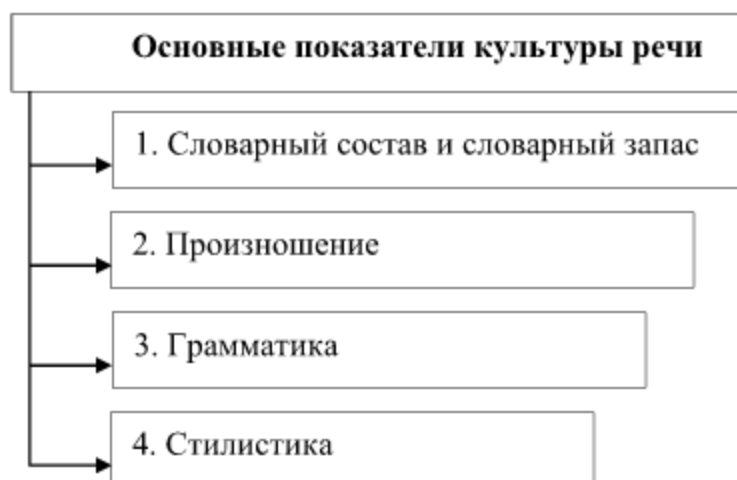 Основные показатели культуры речи
1. Словарный состав и словарный запас
2. Произношение
3. Грамматика
4. Стилистика